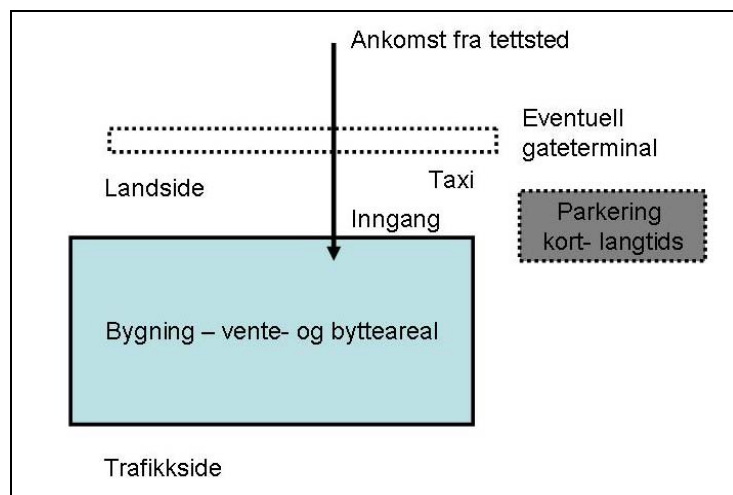 Ankomst fra tettsted
Eventuell
gateterminal
Landside
Taxi
Parkering
kort- langtids
Inngang
Bygning – vente- og bytteareal
Trafikkside